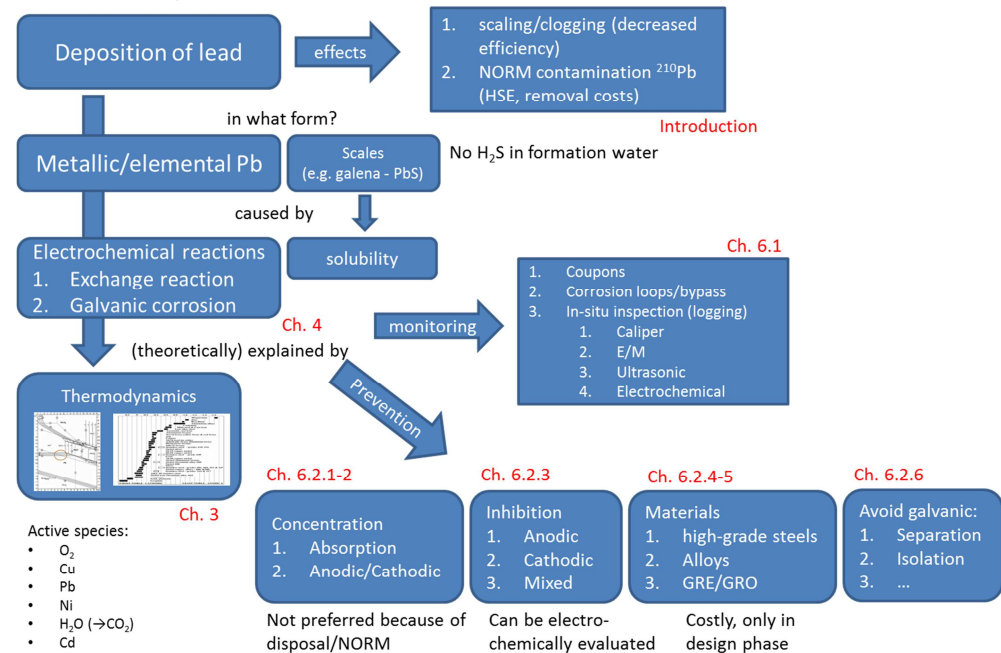 Deposition of lead
effects
1. scaling/clogging (decreased
efficiency)
2. NORM contamination ²¹⁰Pb
(HSE, removal costs)
Introduction
in what form?
Metallic/elemental Pb
Scales
(e.g. galena - PbS)
No H₂S in formation water
caused by
Electrochemical reactions
1. Exchange reaction
2. Galvanic corrosion
solubility
Ch. 4
(theoretically) explained by
monitoring
Ch. 6.1
1. Coupons
2. Corrosion loops/bypass
3. In-situ inspection (logging)
1. Caliper
2. E/M
3. Ultrasonic
4. Electrochemical
Prevention
Thermodynamics
Ch. 3
Active species:
• O₂
• Cu
• Pb
• Ni
• H₂O (→CO₂)
• Cd
Ch. 6.2.1-2
Concentration
1. Absorption
2. Anodic/Cathodic
Not preferred because of
disposal/NORM
Ch. 6.2.3
Inhibition
1. Anodic
2. Cathodic
3. Mixed
Can be electro-
chemically evaluated
Ch. 6.2.4-5
Materials
1. high-grade steels
2. Alloys
3. GRE/GRO
Costly, only in
design phase
Ch. 6.2.6
Avoid galvanic:
1. Separation
2. Isolation
3. ...